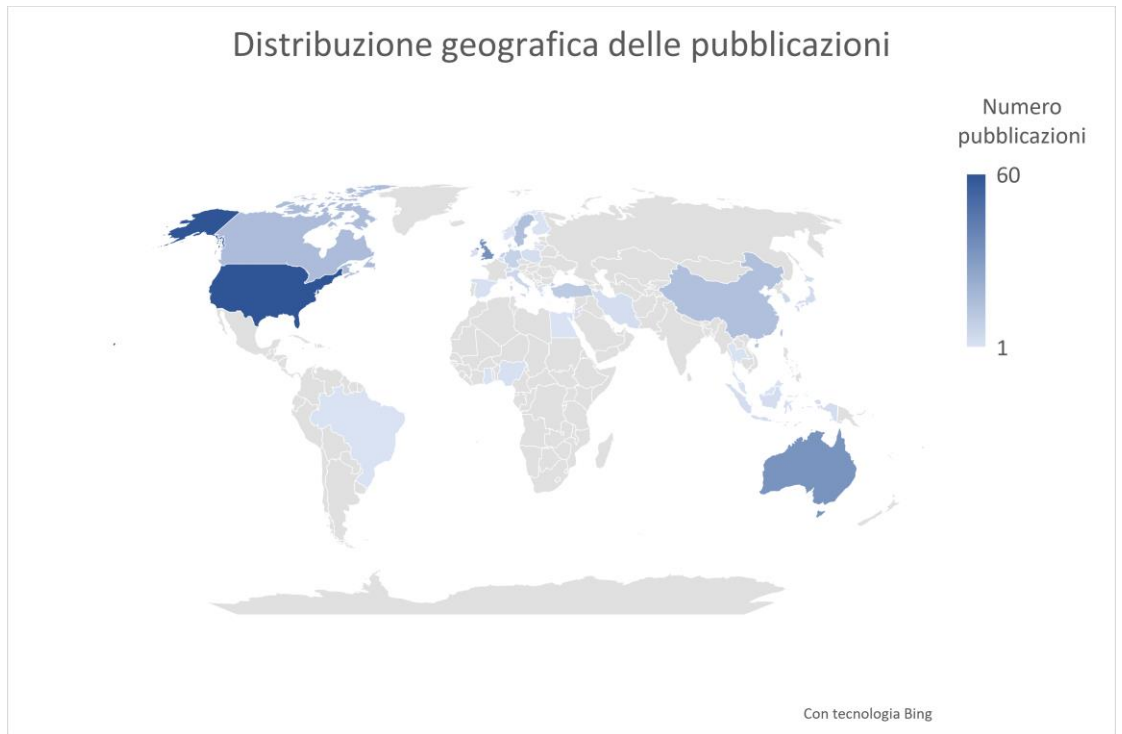 Distribuzione geografica delle pubblicazioni
Numero
pubblicazioni
60
1
Con tecnologia Bing